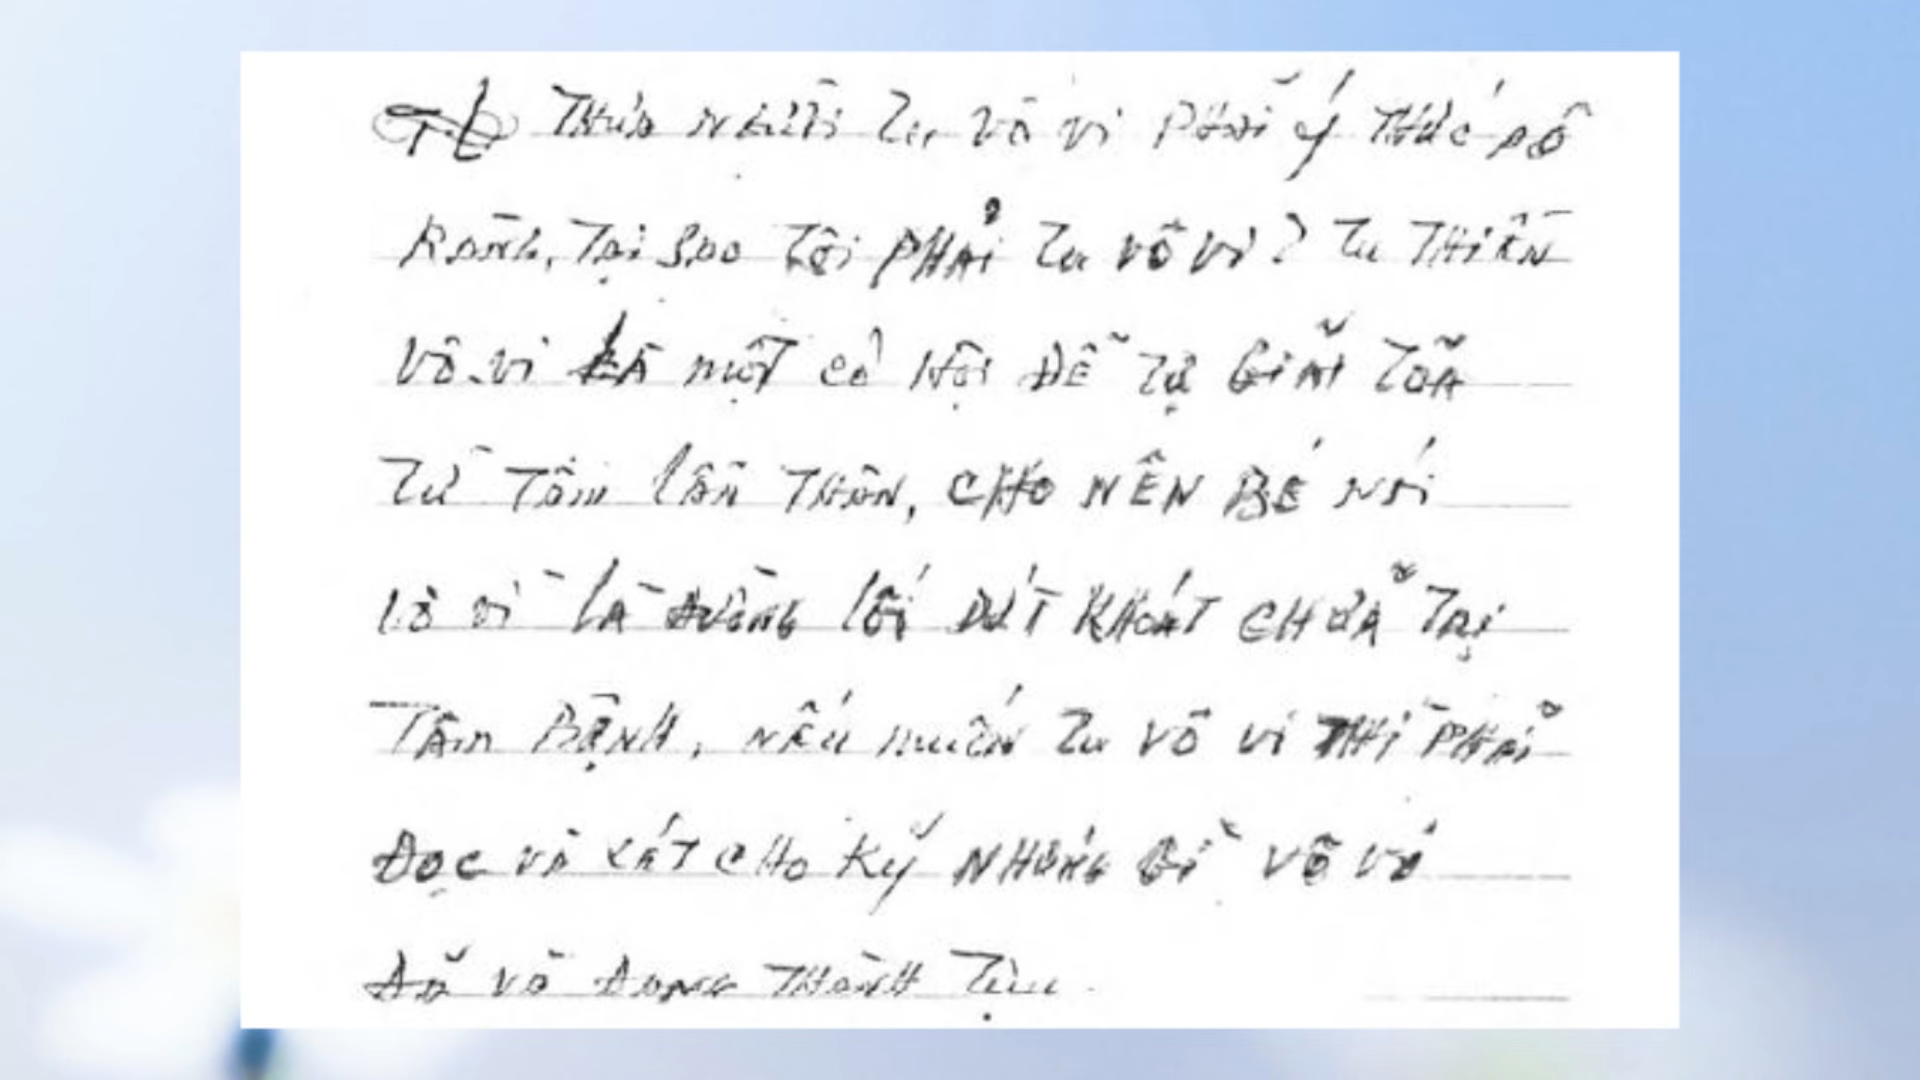 TĐ Thưa người tu vô vi phải ý thức rõ
Ràng, Tại sao Tôi PHẢI Tu VÔ Vi? Tu THIỀN
Vô-vi LÀ một cơ Hội ĐỂ Tự GIẢI TỎA
Từ Tâm lẫn THÂN, CHO NÊN BÉ NÓI
Vô vi LÀ ĐƯỜNG lối DỨT KHOÁT CHỮA TẠI
TÂm BỆNH, nếu muốn Tu VÔ vi THÌ PHẢI
ĐỌC và XÉT CHo Kỹ NHỮNG GÌ VÔ Vi
Đã và Đang THÀNH Tựu.